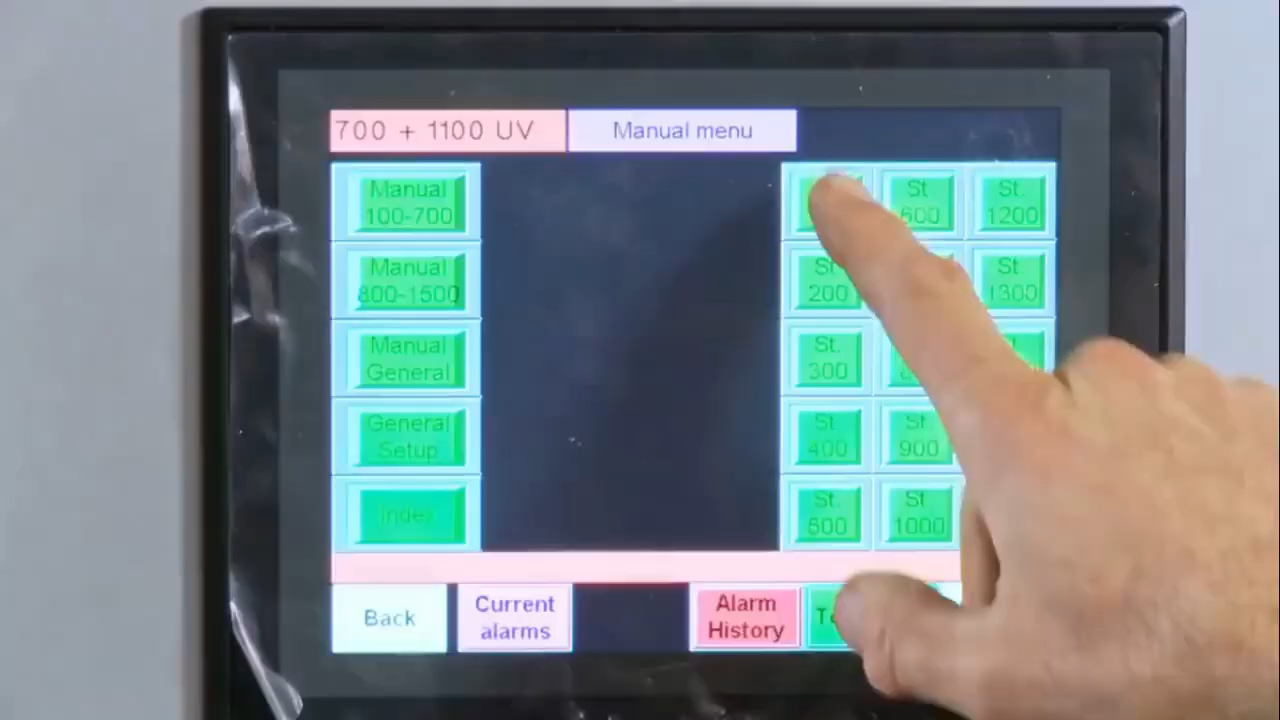 700 + 1100 UV
Manual menu
Manual
100-700
St
600
St.
1200
Manual
800-1500
St
200
St
1300
Manual
General
St.
300
General
Setup
St
400
St.
900
Index
St.
500
St
1000
Back
Current
alarms
Alarm
History